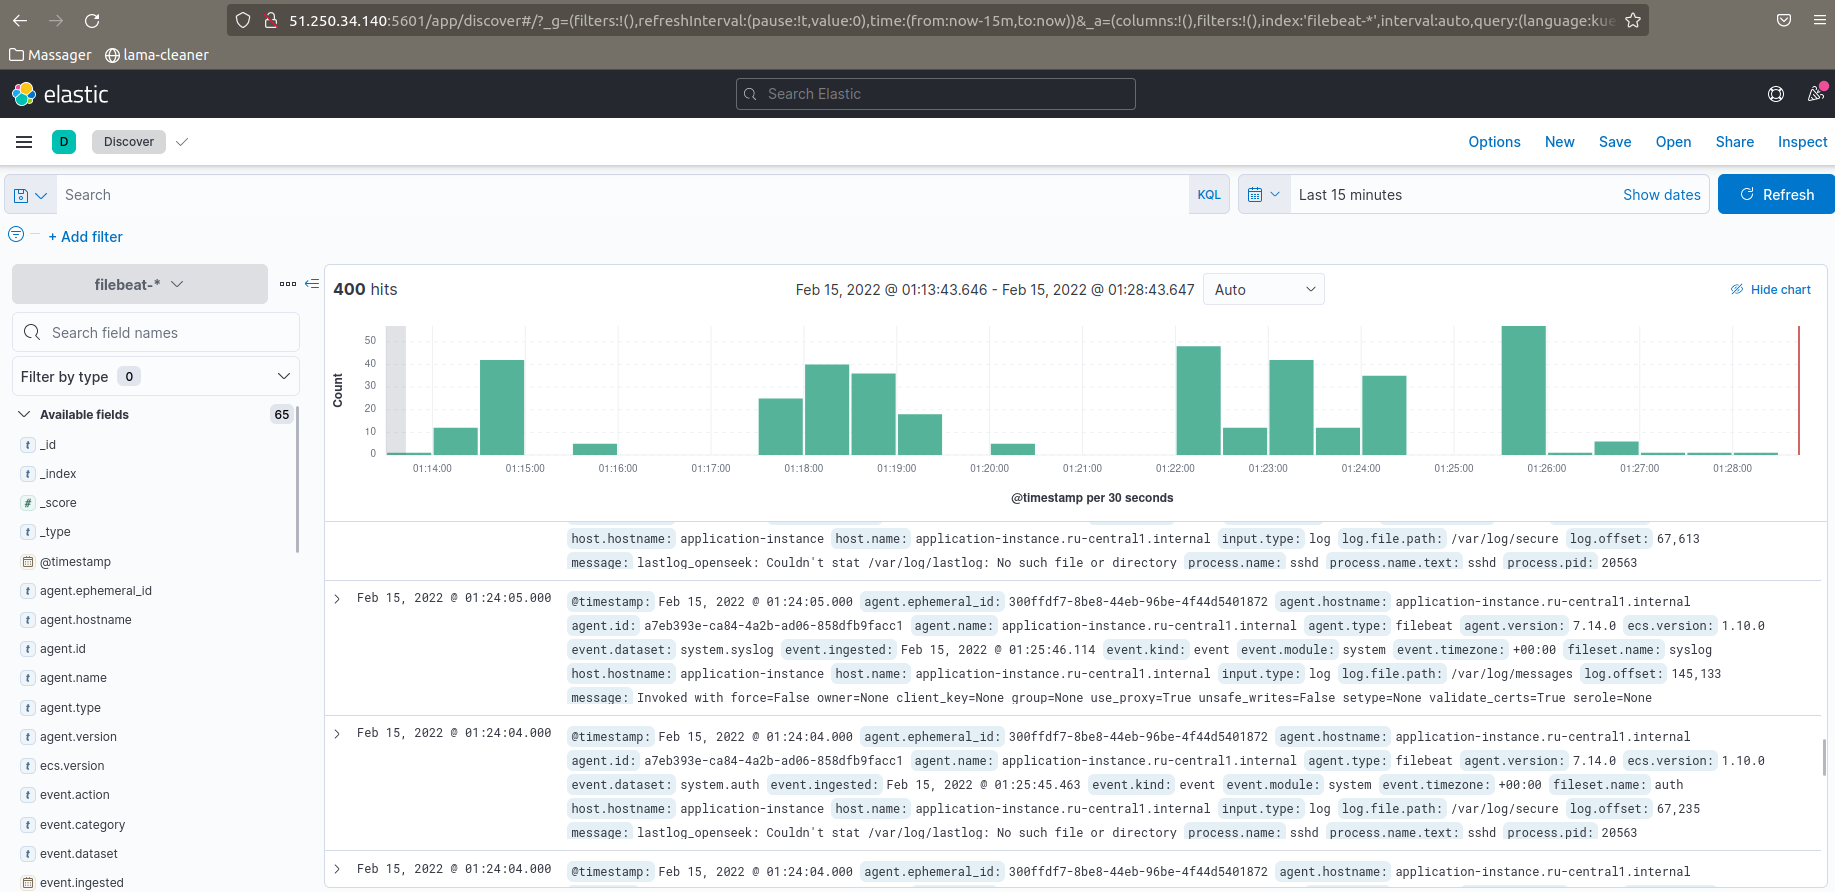 51.250.34.140:5601/app/discover#/?_g=(filters:!(),refreshInterval:(pause:!t,value:0),time:(from:now-15m,to:now))&_a=(columns:!(),filters:!(),index:'filebeat-*',interval:auto,query:(language:kue
Massager lama-cleaner
elastic
Search Elastic
D Discover
Options New Save Open Share Inspect
Search KQL Last 15 minutes Show dates Refresh
+ Add filter
filebeat-*
Search field names
Filter by type 0
Available fields 65
t _id
t _index
# _score
t _type
@timestamp
t agent.ephemeral_id
t agent.hostname
t agent.id
t agent.name
t agent.type
t agent.version
t ecs.version
t event.action
t event.category
t event.dataset
event.ingested
400 hits
Feb 15, 2022 @ 01:13:43.646 - Feb 15, 2022 @ 01:28:43.647 Auto
Hide chart
Count
50
40
30
20
10
0
01:14:00 01:15:00 01:16:00 01:17:00 01:18:00 01:19:00 01:20:00 01:21:00 01:22:00 01:23:00 01:24:00 01:25:00 01:26:00 01:27:00 01:28:00
@timestamp per 30 seconds
host.hostname: application-instance host.name: application-instance.ru-central1.internal input.type: log log.file.path: /var/log/secure log.offset: 67,613
message: lastlog_openseek: Couldn't stat /var/log/lastlog: No such file or directory process.name: sshd process.name.text: sshd process.pid: 20563
Feb 15, 2022 @ 01:24:05.000 @timestamp: Feb 15, 2022 @ 01:24:05.000 agent.ephemeral_id: 300ffdf7-8be8-44eb-96be-4f44d5401872 agent.hostname: application-instance.ru-central1.internal
agent.id: a7eb393e-ca84-4a2b-ad06-858dfb9facc1 agent.name: application-instance.ru-central1.internal agent.type: filebeat agent.version: 7.14.0 ecs.version: 1.10.0
event.dataset: system.syslog event.ingested: Feb 15, 2022 @ 01:25:46.114 event.kind: event event.module: system event.timezone: +00:00 fileset.name: syslog
host.hostname: application-instance host.name: application-instance.ru-central1.internal input.type: log log.file.path: /var/log/messages log.offset: 145,133
message: Invoked with force=False owner=None client_key=None group=None use_proxy=True unsafe_writes=False setype=None validate_certs=True serole=None
Feb 15, 2022 @ 01:24:04.000 @timestamp: Feb 15, 2022 @ 01:24:04.000 agent.ephemeral_id: 300ffdf7-8be8-44eb-96be-4f44d5401872 agent.hostname: application-instance.ru-central1.internal
agent.id: a7eb393e-ca84-4a2b-ad06-858dfb9facc1 agent.name: application-instance.ru-central1.internal agent.type: filebeat agent.version: 7.14.0 ecs.version: 1.10.0
event.dataset: system.auth event.ingested: Feb 15, 2022 @ 01:25:45.463 event.kind: event event.module: system event.timezone: +00:00 fileset.name: auth
host.hostname: application-instance host.name: application-instance.ru-central1.internal input.type: log log.file.path: /var/log/secure log.offset: 67,235
message: lastlog_openseek: Couldn't stat /var/log/lastlog: No such file or directory process.name: sshd process.name.text: sshd process.pid: 20563
Feb 15, 2022 @ 01:24:04.000 @timestamp: Feb 15, 2022 @ 01:24:04.000 agent.ephemeral_id: 300ffdf7-8be8-44eb-96be-4f44d5401872 agent.hostname: application-instance.ru-central1.internal